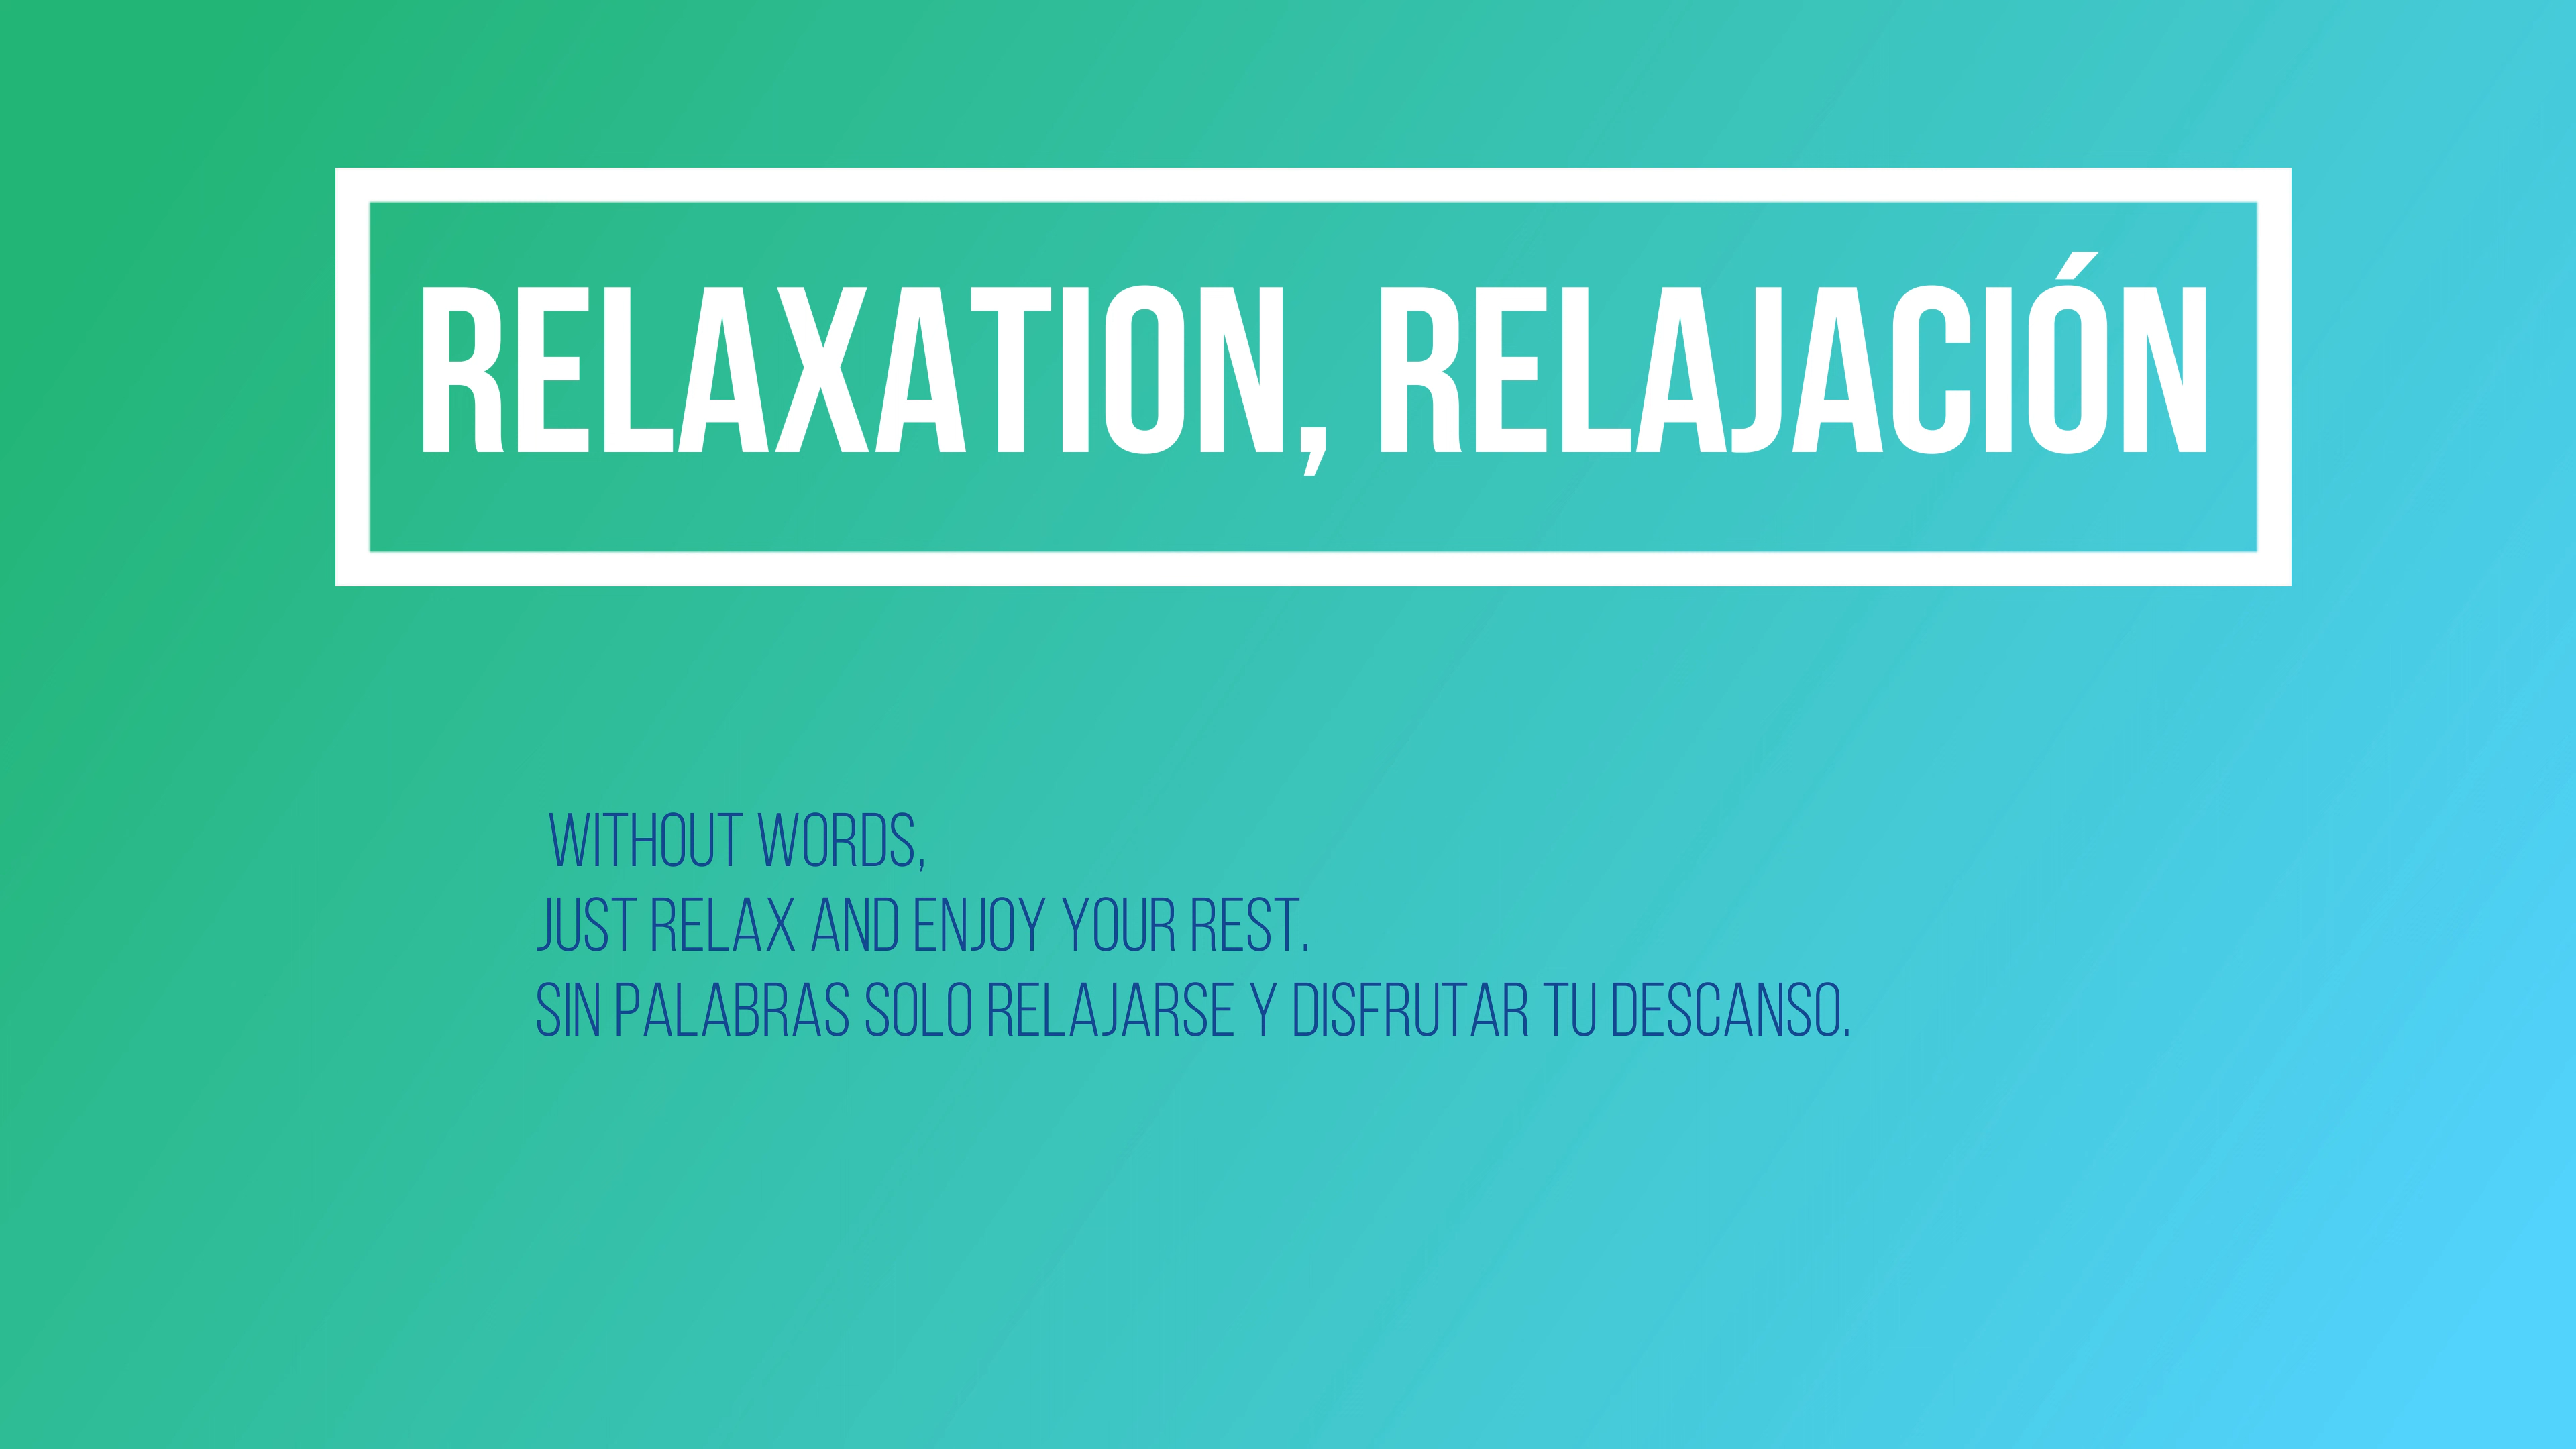 RELAXATION, RELAJACIÓN
WITHOUT WORDS,
JUST RELAX AND ENJOY YOUR REST.
SIN PALABRAS SOLO RELAJARSE Y DISFRUTAR TU DESCANSO.